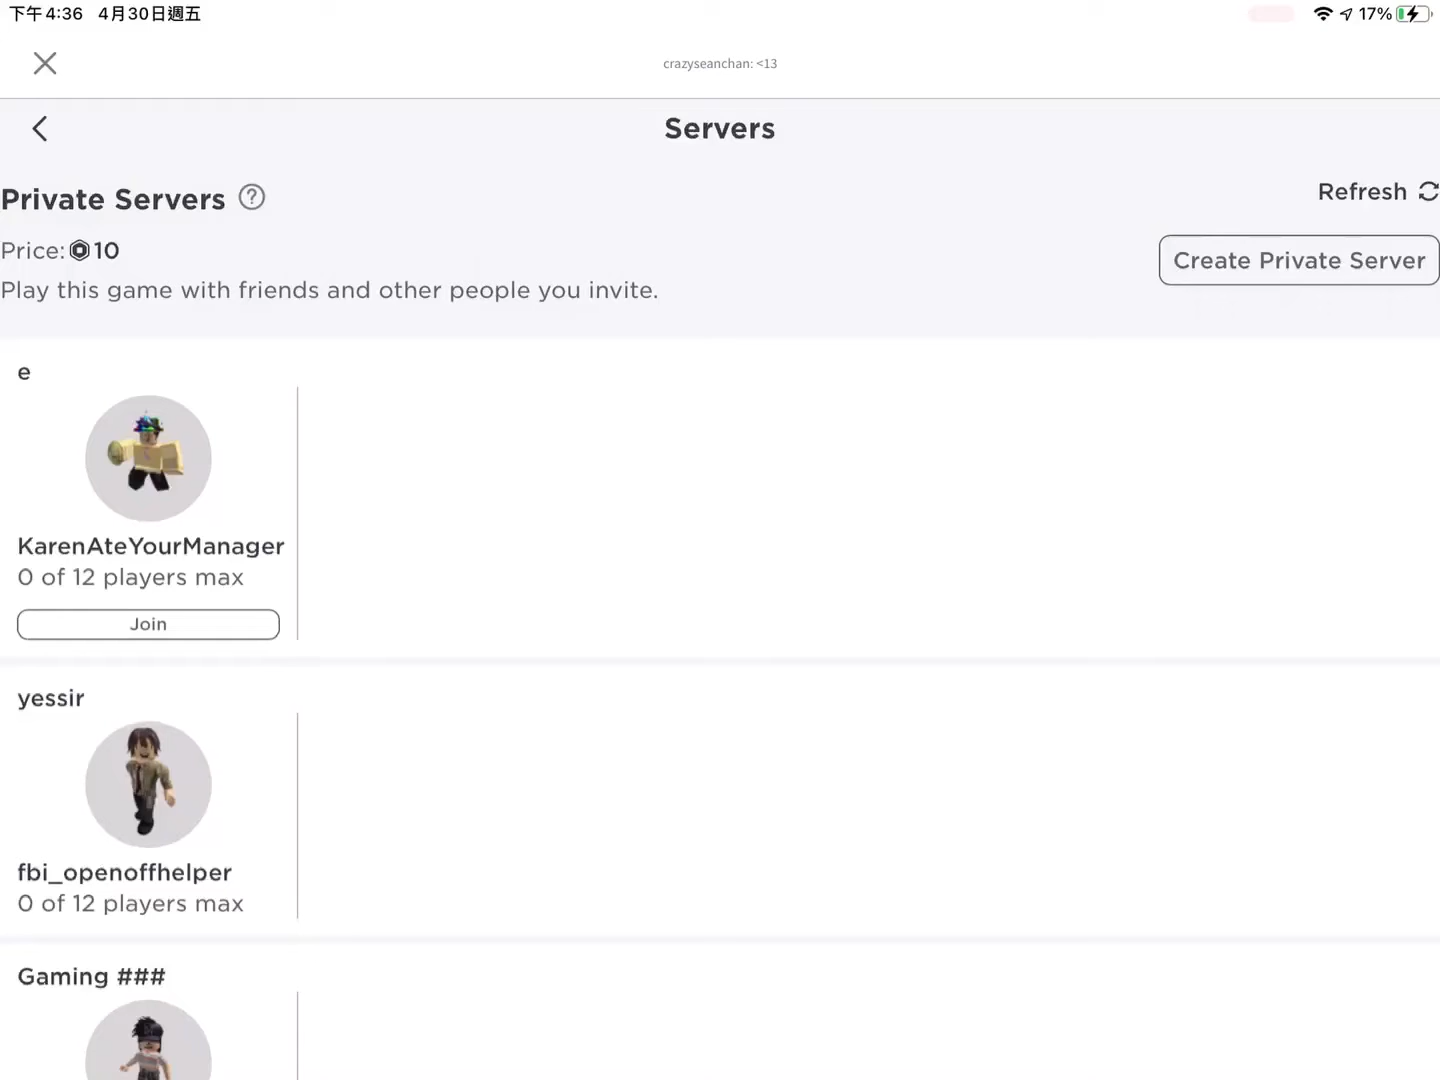 下午4:36 4月30日週五
17%
crazyseanchan: <13
Servers
Private Servers ?
Refresh
Price: 10
Create Private Server
Play this game with friends and other people you invite.
e
KarenAteYourManager
0 of 12 players max
Join
yessir
fbi_openoffhelper
0 of 12 players max
Gaming ###